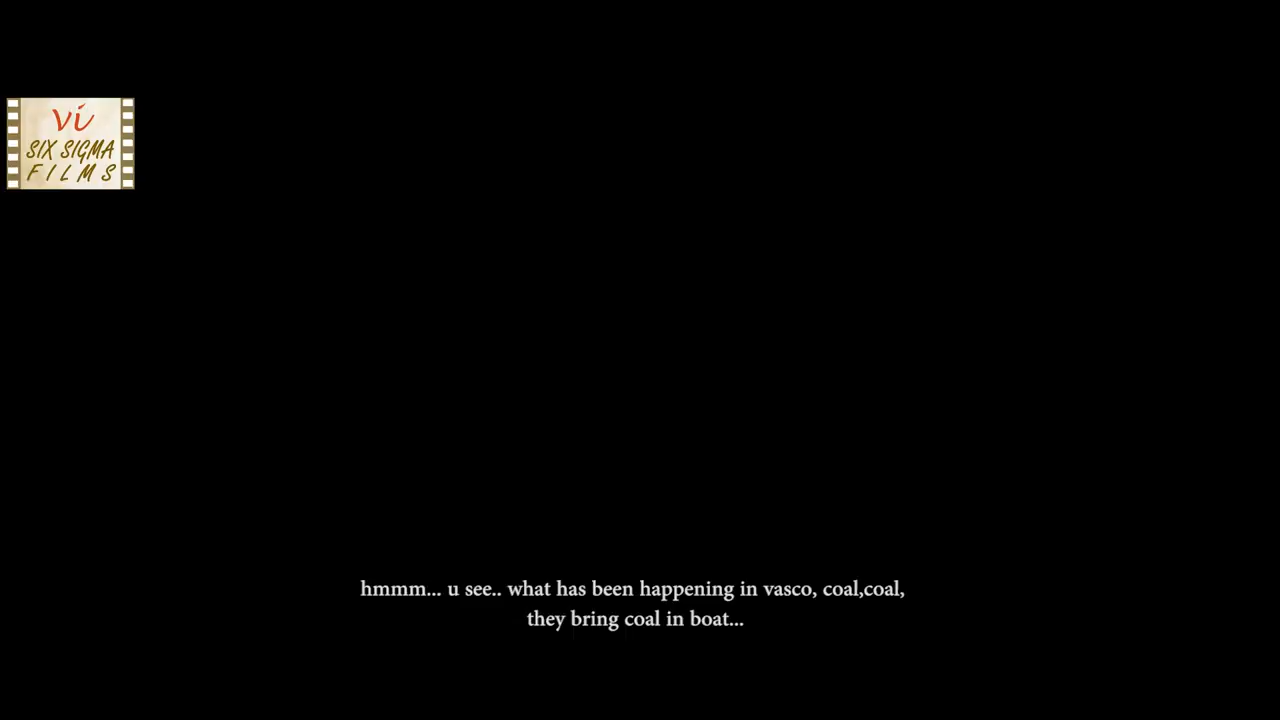 vi
SIX SIGMA
FILMS
hmmm... u see.. what has been happening in vasco, coal,coal,
they bring coal in boat...